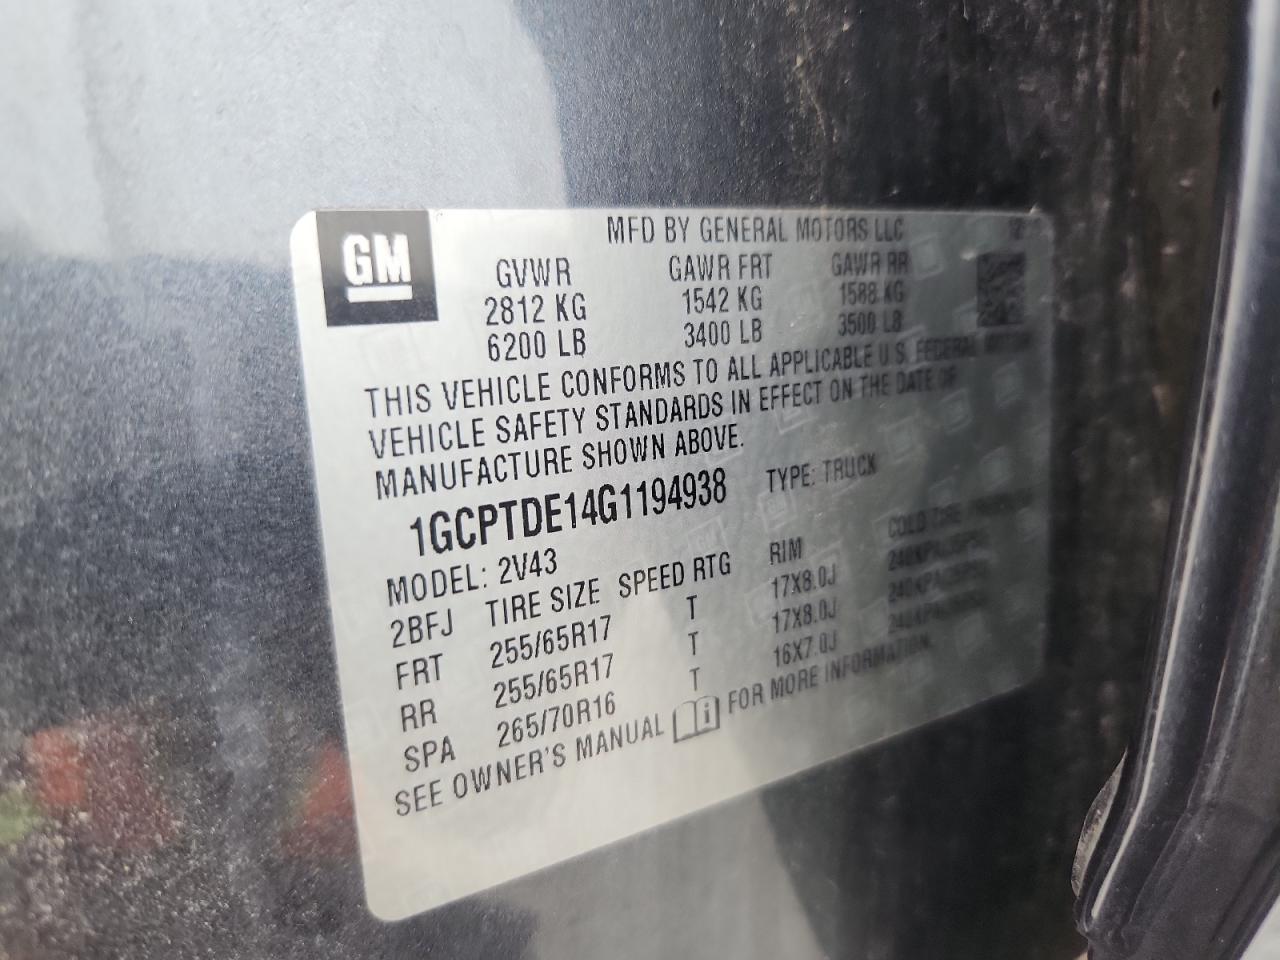 GM
MFD BY GENERAL MOTORS LLC
GVWR GAWR FRT GAWR RR
2812 KG 1542 KG 1588 KG
6200 LB 3400 LB 3500 LB
THIS VEHICLE CONFORMS TO ALL APPLICABLE U.S. FEDERAL MOTOR
VEHICLE SAFETY STANDARDS IN EFFECT ON THE DATE OF
MANUFACTURE SHOWN ABOVE.
1GCPTDE14G1194938 TYPE: TRUCK
MODEL: 2V43
2BFJ TIRE SIZE SPEED RTG RIM COLD TIRE
FRT 255/65R17 T 17X8.0J
RR 255/65R17 T 17X8.0J
SPA 265/70R16 T 16X7.0J
SEE OWNER'S MANUAL FOR MORE INFORMATION.